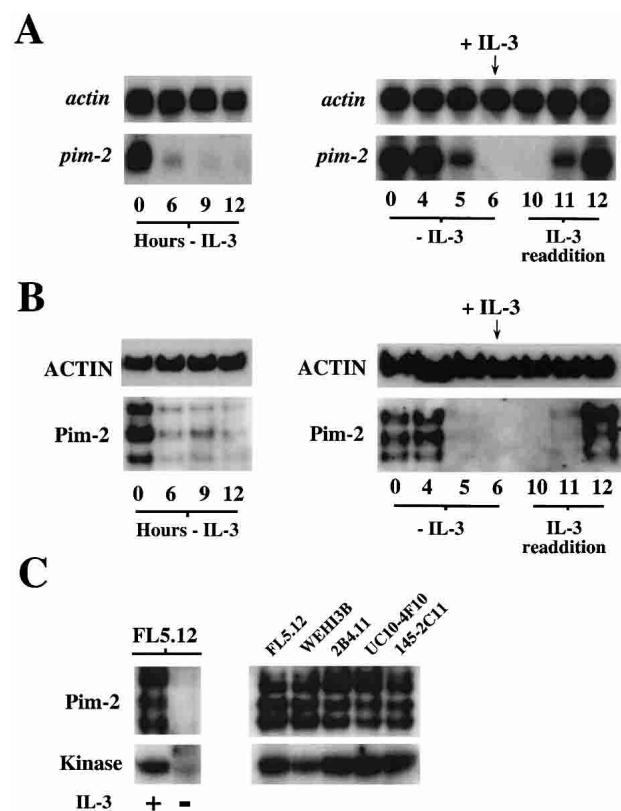 A
+ IL-3
actin
actin
pim-2
pim-2
0 6 9 12
0 4 5 6 10 11 12
Hours - IL-3
- IL-3
IL-3
readdition
B
+ IL-3
ACTIN
ACTIN
Pim-2
Pim-2
0 6 9 12
0 4 5 6 10 11 12
Hours - IL-3
- IL-3
IL-3
readdition
C
FL5.12
FL5.12
WEHI3B
2B4.11
UC10-4F10
145-2C11
Pim-2
Kinase
IL-3 + -